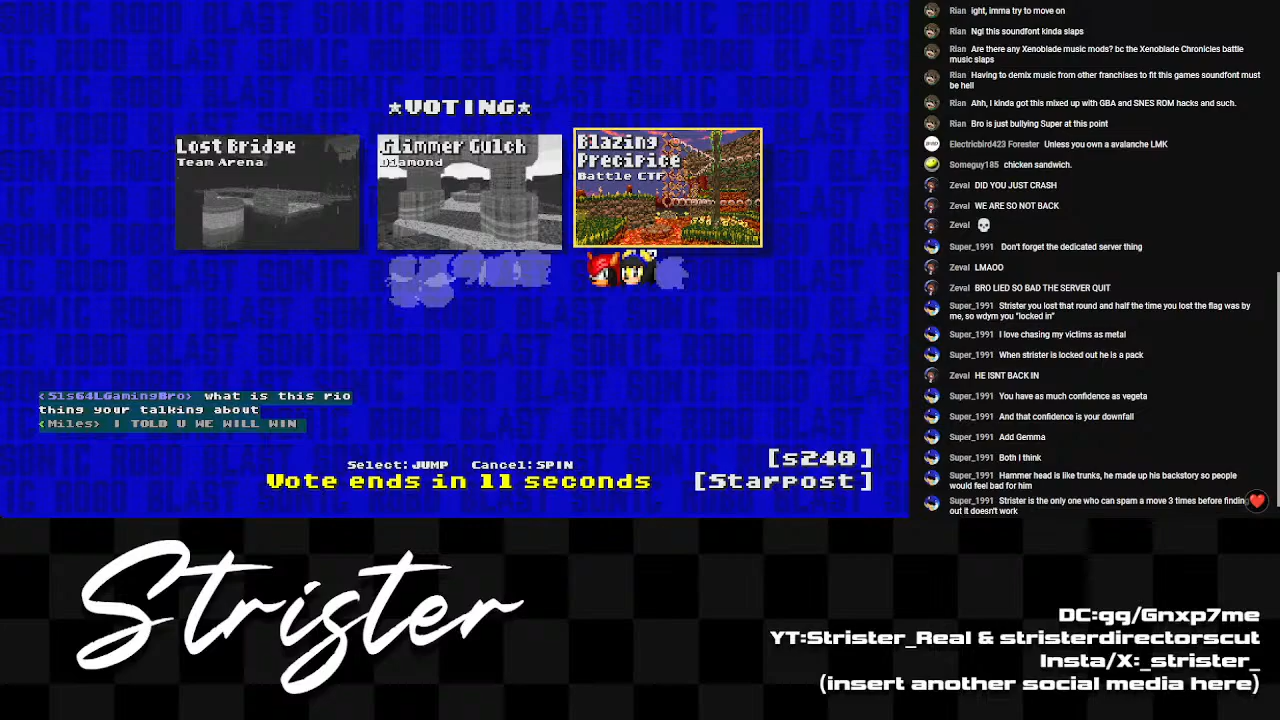 *VOTING*
Lost Bridge
Team Arena
Glimmer Gulch
Diamond
Blazing
Precipice
Battle CTF
<Sls64LGamingBro> what is this rio
thing your talking about
<Miles> I TOLD U WE WILL WIN
Select:JUMP Cancel:SPIN
Vote ends in 11 seconds
[s240]
[Starpost]
Rian ight, imma try to move on
Rian Ngl this soundfont kinda slaps
Rian Are there any Xenoblade music mods? bc the Xenoblade Chronicles battle
music slaps
Rian Having to demix music from other franchises to fit this games soundfont must
be hell
Rian Ahh, I kinda got this mixed up with GBA and SNES ROM hacks and such.
Rian Bro is just bullying Super at this point
Electricbird423 Forester Unless you own a avalanche LMK
Someguy185 chicken sandwich.
Zeval DID YOU JUST CRASH
Zeval WE ARE SO NOT BACK
Zeval 💀
Super_1991 Don't forget the dedicated server thing
Zeval LMAOO
Zeval BRO LIED SO BAD THE SERVER QUIT
Super_1991 Strister you lost that round and half the time you lost the flag was by
me, so wdym you "locked in"
Super_1991 I love chasing my victims as metal
Super_1991 When strister is locked out he is a pack
Zeval HE ISNT BACK IN
Super_1991 You have as much confidence as vegeta
Super_1991 And that confidence is your downfall
Super_1991 Add Gemma
Super_1991 Both I think
Super_1991 Hammer head is like trunks, he made up his backstory so people
would feel bad for him
Super_1991 Strister is the only one who can spam a move 3 times before finding
out it doesn't work
Strister
DC:gg/Gnxp7me
YT:Strister_Real & stristerdirectorscut
Insta/X:_strister_
(insert another social media here)
SONIC ROBO BLAST